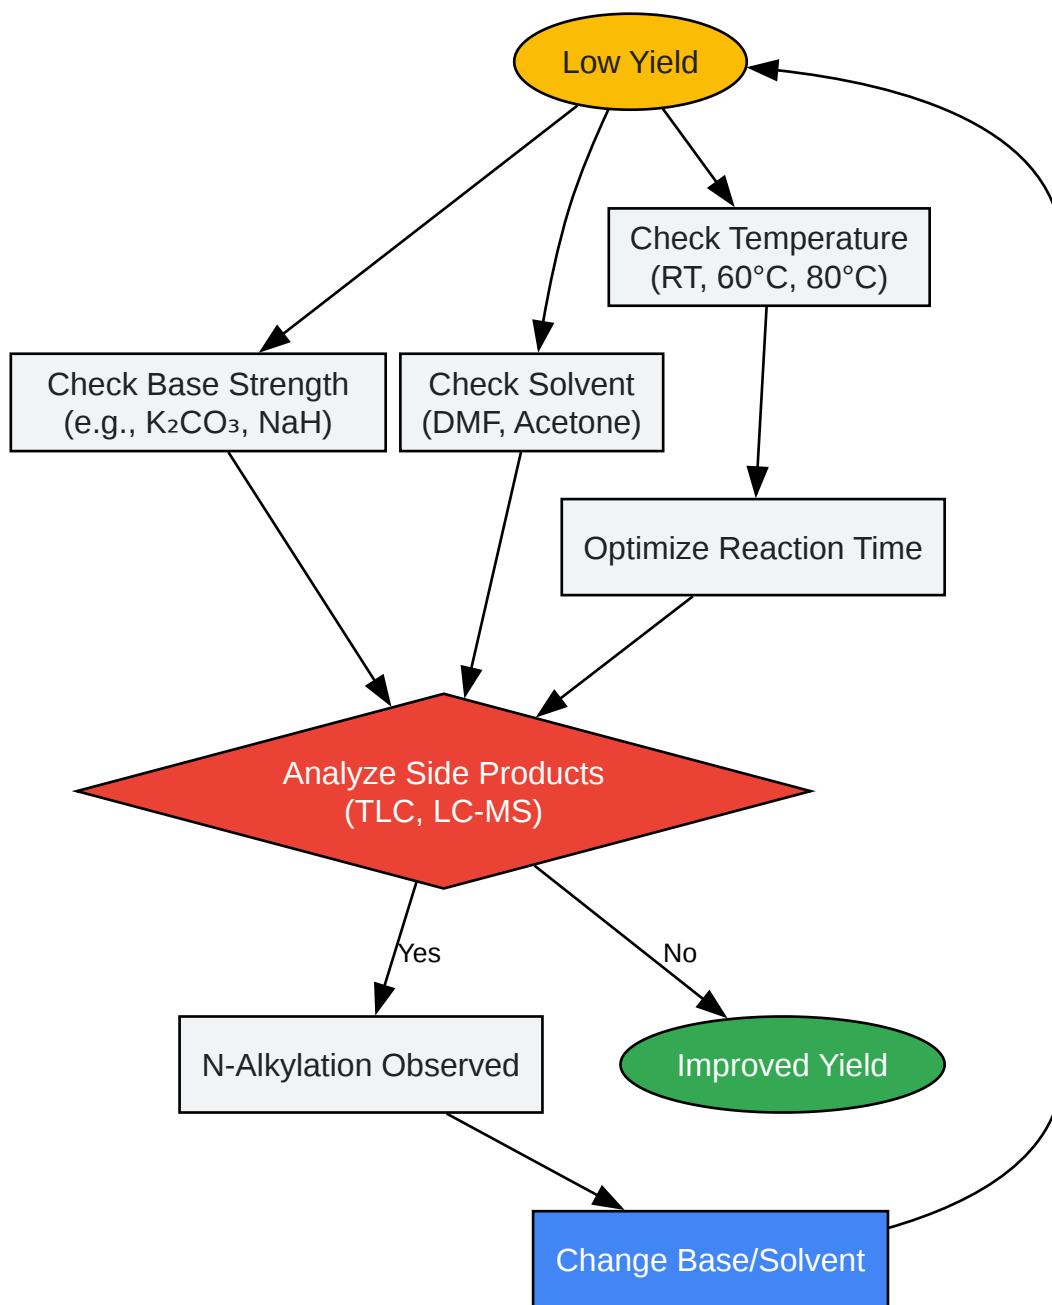 Low Yield
Check Temperature
(RT, 60°C, 80°C)
Check Base Strength
(e.g., K₂CO₃, NaH)
Check Solvent
(DMF, Acetone)
Optimize Reaction Time
Analyze Side Products
(TLC, LC-MS)
Yes
No
N-Alkylation Observed
Improved Yield
Change Base/Solvent